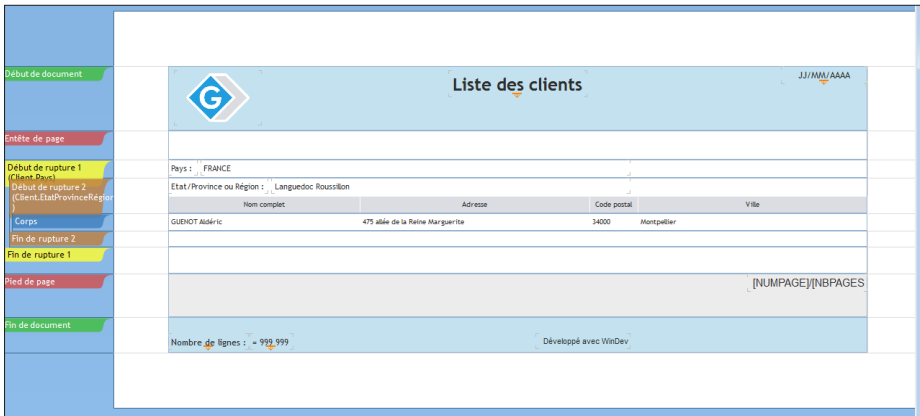 Début de document
G
Liste des clients
JJ/MM/AAAA
Entête de page
Début de rupture 1
(Client.Pays)
Pays : FRANCE
Début de rupture 2
(Client.EtatProvinceRégion
)
Etat/Province ou Région : Languedoc Roussillon
Nom complet Adresse Code postal Ville
Corps
GUENOT Aldéric 475 allée de la Reine Marguerite 34000 Montpellier
Fin de rupture 2
Fin de rupture 1
Pied de page
[NUMPAGE]/[NBPAGES
Fin de document
Nombre de lignes : = 999 999
Développé avec WinDev